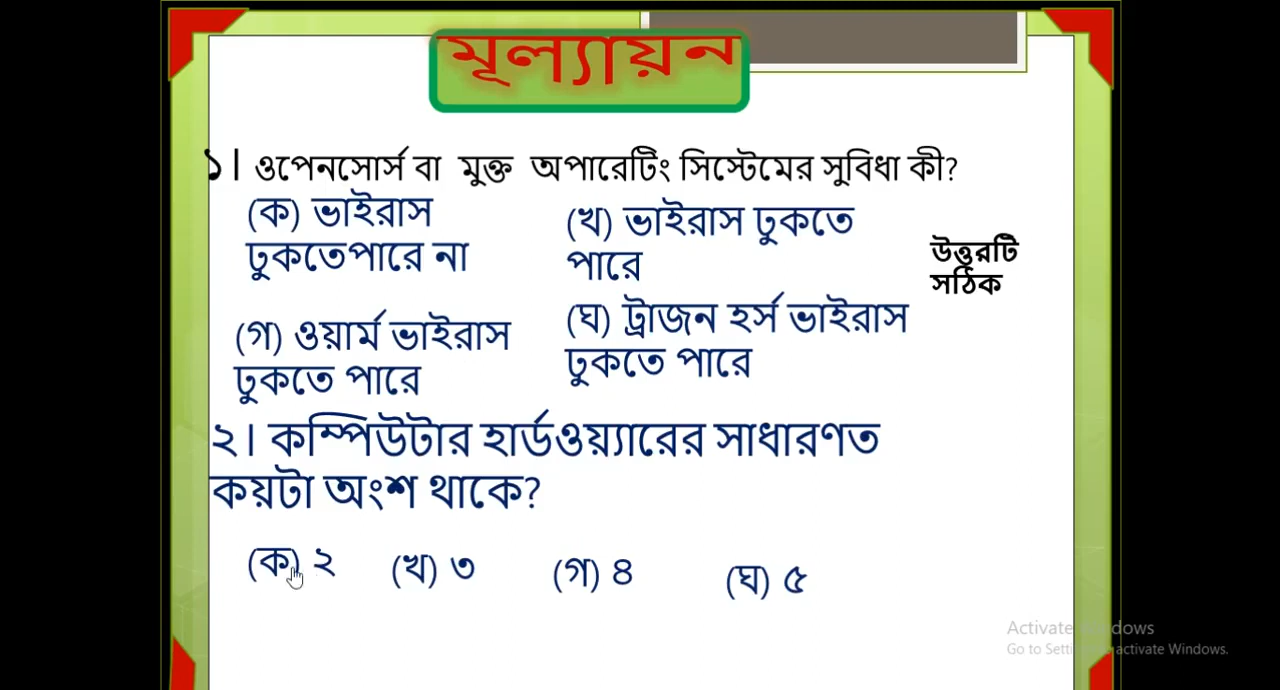 মূল্যায়ন
১। ওপেনসোর্স বা মুক্ত অপারেটিং সিস্টেমের সুবিধা কী?
(ক) ভাইরাস
ঢুকতেপারে না
(খ) ভাইরাস ঢুকতে
পারে
উত্তরটি
সঠিক
(গ) ওয়ার্ম ভাইরাস
ঢুকতে পারে
(ঘ) ট্রাজন হর্স ভাইরাস
ঢুকতে পারে
২। কম্পিউটার হার্ডওয়্যারের সাধারণত
কয়টা অংশ থাকে?
(ক) ২ (খ) ৩ (গ) ৪ (ঘ) ৫
Activate Windows
Go to Settings to activate Windows.